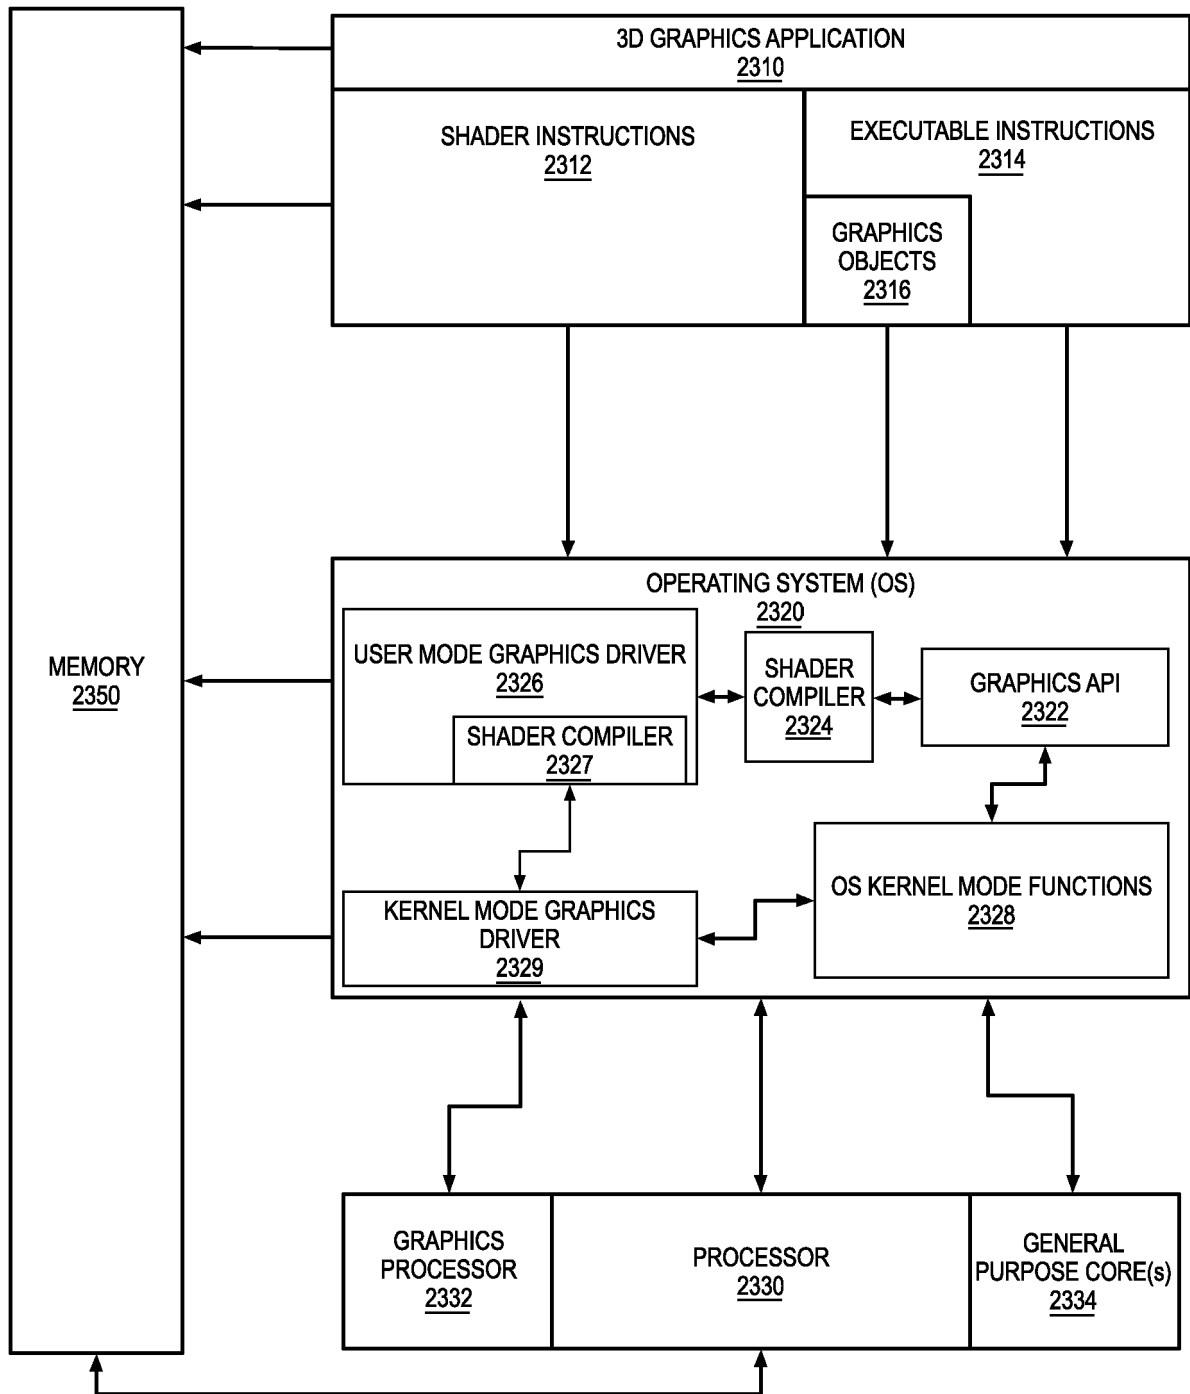 3D GRAPHICS APPLICATION
2310
SHADER INSTRUCTIONS
2312
EXECUTABLE INSTRUCTIONS
2314
GRAPHICS
OBJECTS
2316
MEMORY
2350
OPERATING SYSTEM (OS)
2320
USER MODE GRAPHICS DRIVER
2326
SHADER COMPILER
2327
SHADER
COMPILER
2324
GRAPHICS API
2322
KERNEL MODE GRAPHICS
DRIVER
2329
OS KERNEL MODE FUNCTIONS
2328
GRAPHICS
PROCESSOR
2332
PROCESSOR
2330
GENERAL
PURPOSE CORE(s)
2334